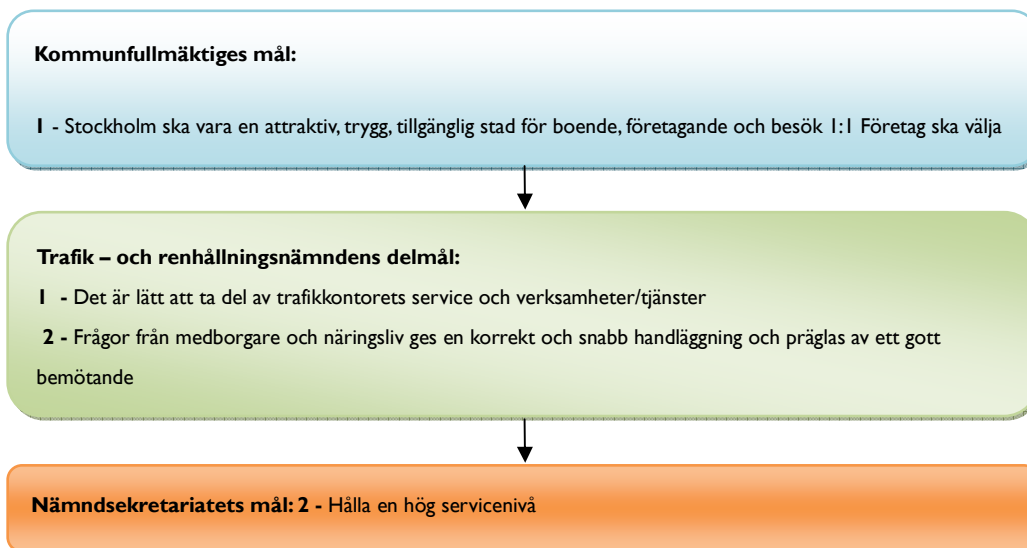 Kommunfullmäktiges mål:
1 - Stockholm ska vara en attraktiv, trygg, tillgänglig stad för boende, företagande och besök 1:1 Företag ska välja
Trafik – och renhållningsnämndens delmål:
1 - Det är lätt att ta del av trafikkontorets service och verksamheter/tjänster
2 - Frågor från medborgare och näringsliv ges en korrekt och snabb handläggning och präglas av ett gott
bemötande
Nämndsekretariatets mål: 2 - Hålla en hög servicenivå